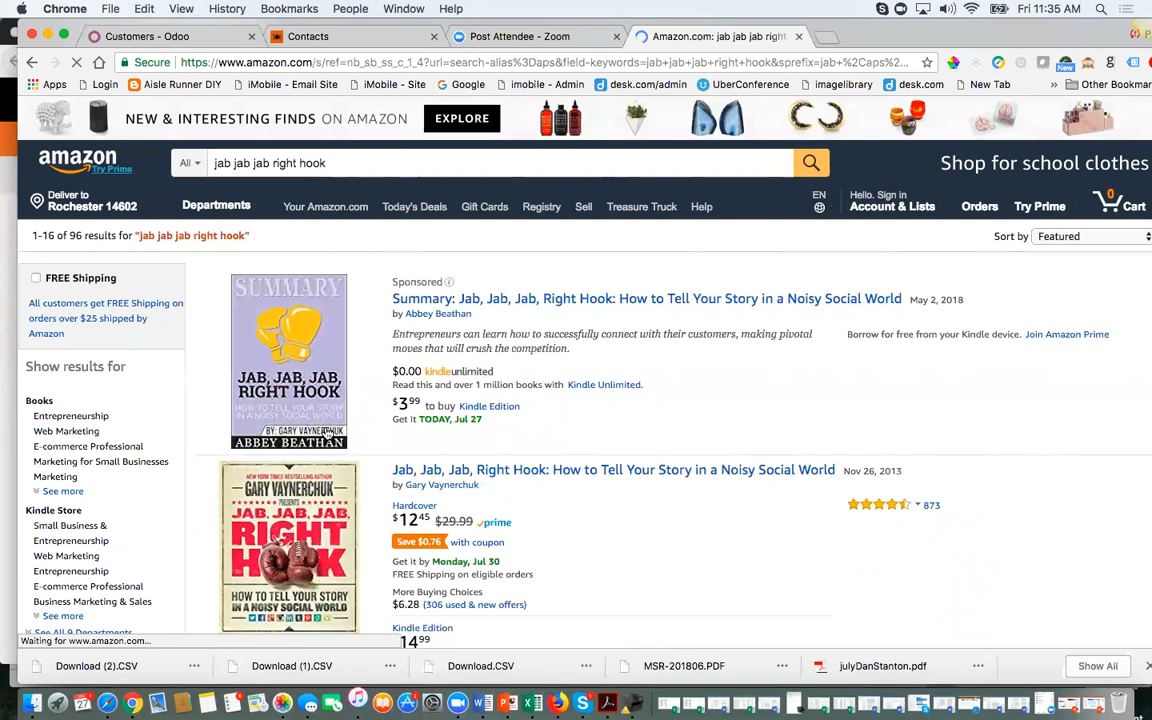 Chrome File Edit View History Bookmarks People Window Help Fri 11:35 AM
Customers - Odoo × Contacts × Post Attendee - Zoom × Amazon.com: jab jab jab right ×
Secure https://www.amazon.com/s/ref=nb_sb_ss_c_1_4?url=search-alias%3Daps&field-keywords=jab+jab+jab+right+hook&sprefix=jab+%2Caps%2...
Apps Login Aisle Runner DIY iMobile - Email Site iMobile - Site Google imobile - Admin desk.com/admin UberConference imagelibrary desk.com New Tab » Other Bookmar
New
NEW & INTERESTING FINDS ON AMAZON EXPLORE
amazon
Try Prime
All
jab jab jab right hook
Shop for school clothes
Deliver to
Rochester 14602
Departments Your Amazon.com Today's Deals Gift Cards Registry Sell Treasure Truck Help
EN
Hello. Sign in
Account & Lists
Orders Try Prime
0
Cart
1-16 of 96 results for "jab jab jab right hook"
Sort by Featured
FREE Shipping
All customers get FREE Shipping on
orders over $25 shipped by
Amazon
Show results for
Books
Entrepreneurship
Web Marketing
E-commerce Professional
Marketing for Small Businesses
Marketing
See more
Kindle Store
Small Business &
Entrepreneurship
Web Marketing
Entrepreneurship
E-commerce Professional
Business Marketing & Sales
See more
See All 9 Departments
SUMMARY
JAB, JAB, JAB,
RIGHT HOOK
HOW TO TELL YOUR STORY
IN A NOISY SOCIAL WORLD
BY: GARY VAYNERCHUK
ABBEY BEATHAN
Sponsored
Summary: Jab, Jab, Jab, Right Hook: How to Tell Your Story in a Noisy Social World May 2, 2018
by Abbey Beathan
Entrepreneurs can learn how to successfully connect with their customers, making pivotal
moves that will crush the competition.
Borrow for free from your Kindle device. Join Amazon Prime
$0.00 kindleunlimited
Read this and over 1 million books with Kindle Unlimited.
$3.99 to buy Kindle Edition
Get it TODAY, Jul 27
NEW YORK TIMES BESTSELLING AUTHOR
GARY VAYNERCHUK
PRESENTS
JAB, JAB, JAB,
RIGHT
HOOK
HOW TO TELL YOUR STORY
IN A NOISY SOCIAL WORLD
Jab, Jab, Jab, Right Hook: How to Tell Your Story in a Noisy Social World Nov 26, 2013
by Gary Vaynerchuk
Hardcover
$12.45 $29.99 prime
Save $0.76 with coupon
Get it by Monday, Jul 30
FREE Shipping on eligible orders
More Buying Choices
$6.28 (306 used & new offers)
Kindle Edition
14.99
873
Waiting for www.amazon.com...
Download (2).CSV Download (1).CSV Download.CSV MSR-201806.PDF julyDanStanton.pdf Show All